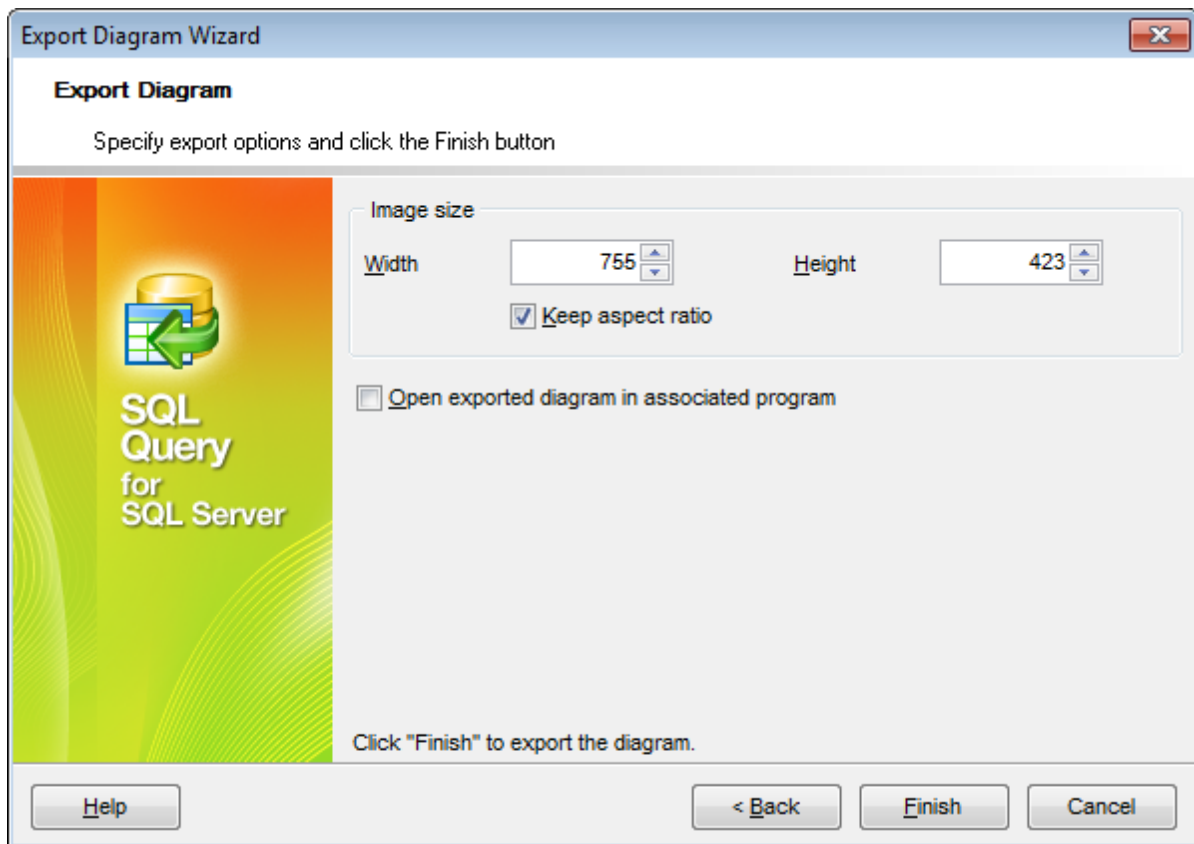 Export Diagram Wizard
Export Diagram
Specify export options and click the Finish button
Image size
Width 755 Height 423
Keep aspect ratio
Open exported diagram in associated program
SQL
Query
for
SQL Server
Click "Finish" to export the diagram.
Help < Back Finish Cancel